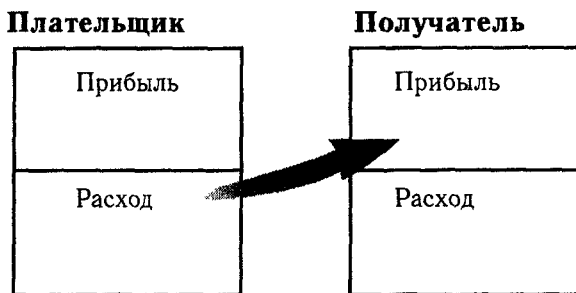 Плательщик Получатель
Прибыль Прибыль
Расход Расход